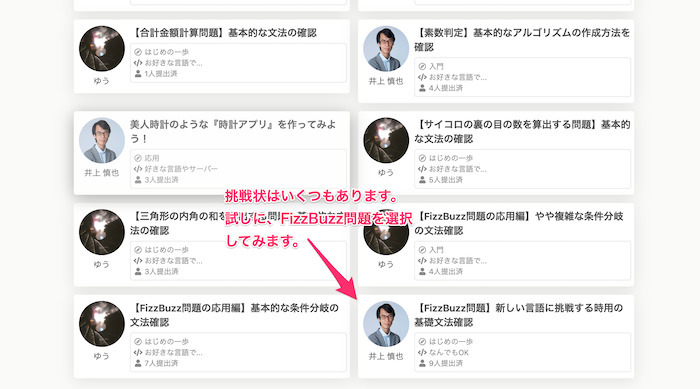 【合計金額計算問題】基本的な文法の確認
はじめの一歩
お好きな言語で...
1人提出済
ゆう
【素数判定】基本的なアルゴリズムの作成方法を
確認
入門
お好きな言語で...
4人提出済
井上 慎也
美人時計のような『時計アプリ』を作ってみよ
う！
応用
好きな言語やサーバー
3人提出済
井上 慎也
【サイコロの裏の目の数を算出する問題】基本的
な文法の確認
はじめの一歩
お好きな言語で...
5人提出済
ゆう
挑戦状はいくつもあります。
試しに、FizzBuzz問題を選択
してみます。
【三角形の内角の和を
法の確認
はじめの一歩
お好きな言語で...
3人提出済
ゆう
【FizzBuzz問題の応用編】やや複雑な条件分岐
の文法確認
入門
お好きな言語で...
4人提出済
ゆう
【FizzBuzz問題の応用編】基本的な条件分岐の
文法確認
はじめの一歩
お好きな言語で...
7人提出済
ゆう
【FizzBuzz問題】新しい言語に挑戦する時用の
基礎文法確認
はじめの一歩
なんでもOK
9人提出済
井上 慎也